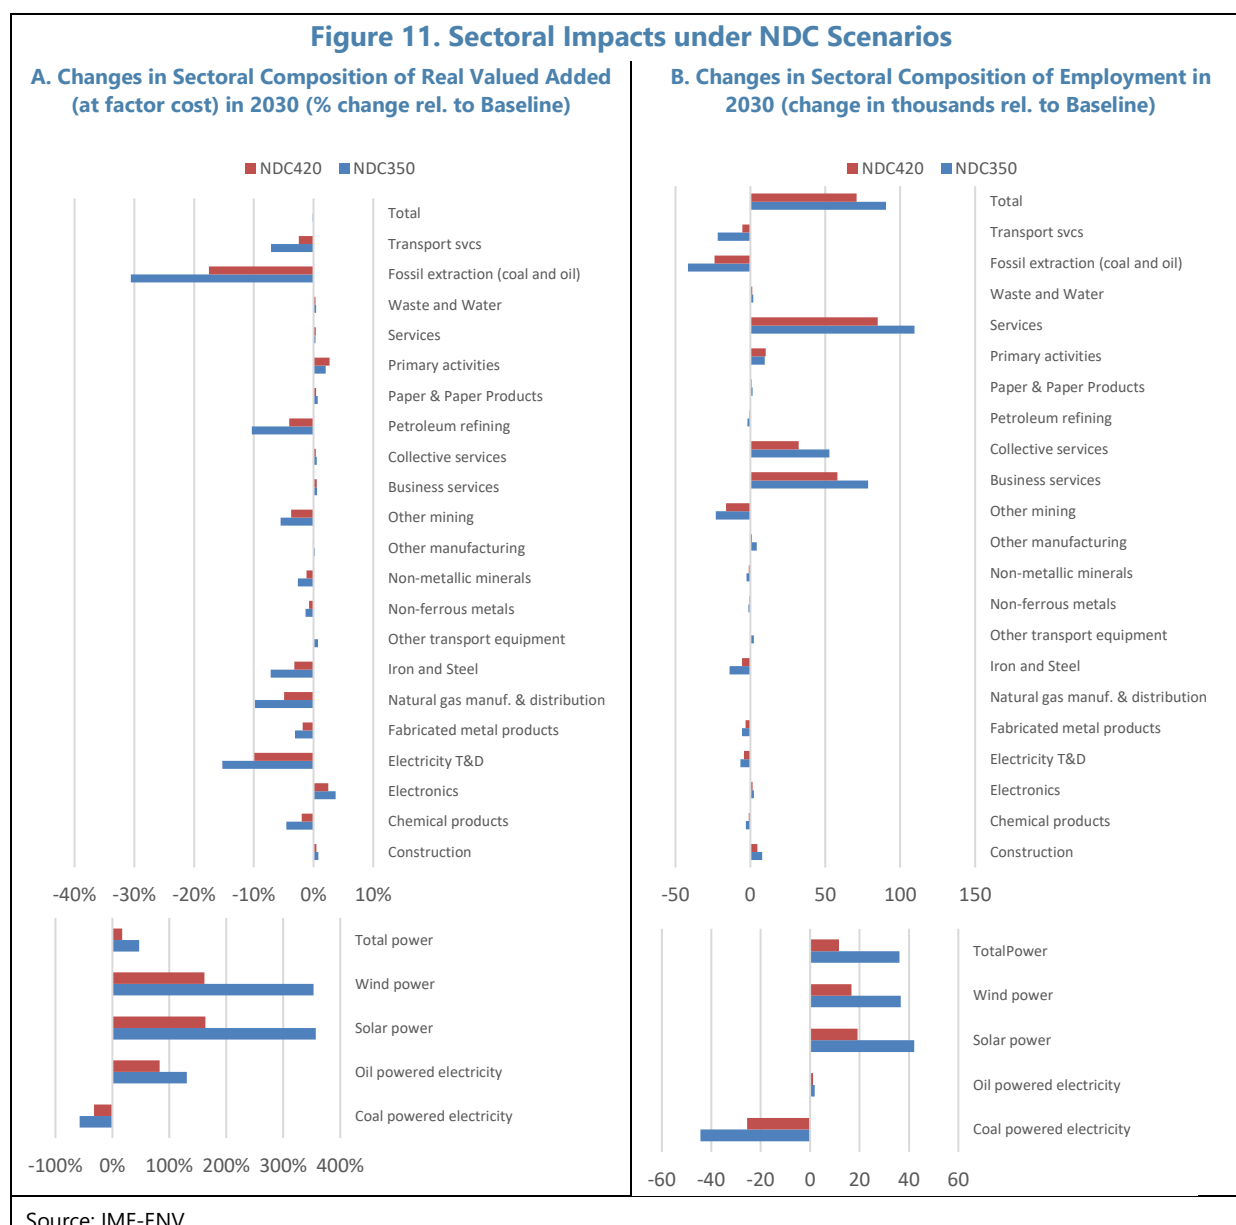 Figure 11. Sectoral Impacts under NDC Scenarios
A. Changes in Sectoral Composition of Real Valued Added
(at factor cost) in 2030 (% change rel. to Baseline)
NDC420 NDC350
Total
Transport svcs
Fossil extraction (coal and oil)
Waste and Water
Services
Primary activities
Paper & Paper Products
Petroleum refining
Collective services
Business services
Other mining
Other manufacturing
Non-metallic minerals
Non-ferrous metals
Other transport equipment
Iron and Steel
Natural gas manuf. & distribution
Fabricated metal products
Electricity T&D
Electronics
Chemical products
Construction
-40% -30% -20% -10% 0% 10%
Total power
Wind power
Solar power
Oil powered electricity
Coal powered electricity
-100% 0% 100% 200% 300% 400%
B. Changes in Sectoral Composition of Employment in
2030 (change in thousands rel. to Baseline)
NDC420 NDC350
Total
Transport svcs
Fossil extraction (coal and oil)
Waste and Water
Services
Primary activities
Paper & Paper Products
Petroleum refining
Collective services
Business services
Other mining
Other manufacturing
Non-metallic minerals
Non-ferrous metals
Other transport equipment
Iron and Steel
Natural gas manuf. & distribution
Fabricated metal products
Electricity T&D
Electronics
Chemical products
Construction
-50 0 50 100 150
TotalPower
Wind power
Solar power
Oil powered electricity
Coal powered electricity
-60 -40 -20 0 20 40 60
Source: IMF-ENV